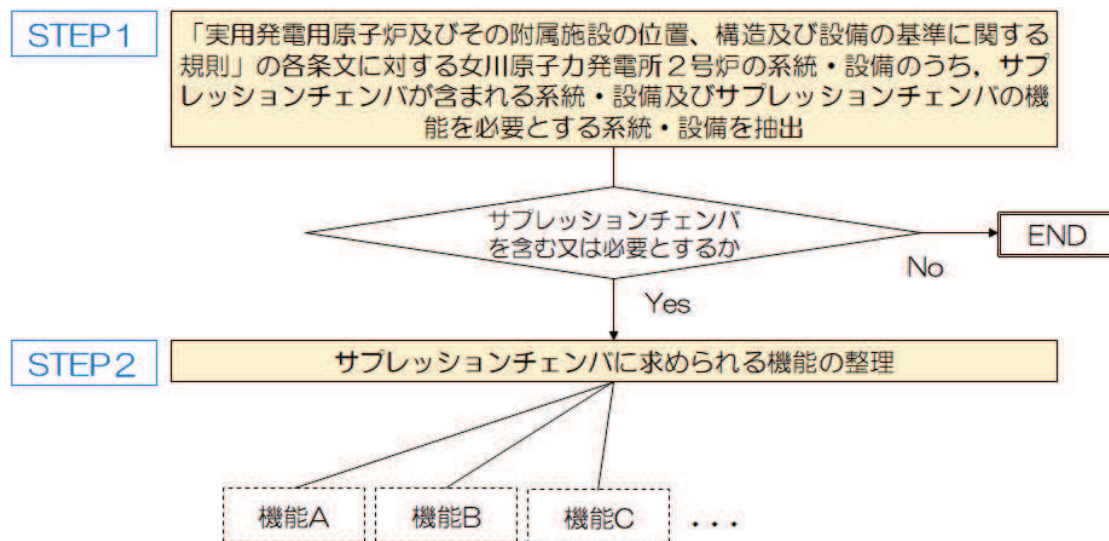 STEP1
「実用発電用原子炉及びその附属施設の位置、構造及び設備の基準に関する
規則」の各条文に対する女川原子力発電所２号炉の系統・設備のうち，サプ
レッションチェンバが含まれる系統・設備及びサプレッションチェンバの機
能を必要とする系統・設備を抽出
サプレッションチェンバ
を含む又は必要とするか
END
No
Yes
STEP2
サプレッションチェンバに求められる機能の整理
機能A
機能B
機能C
・・・